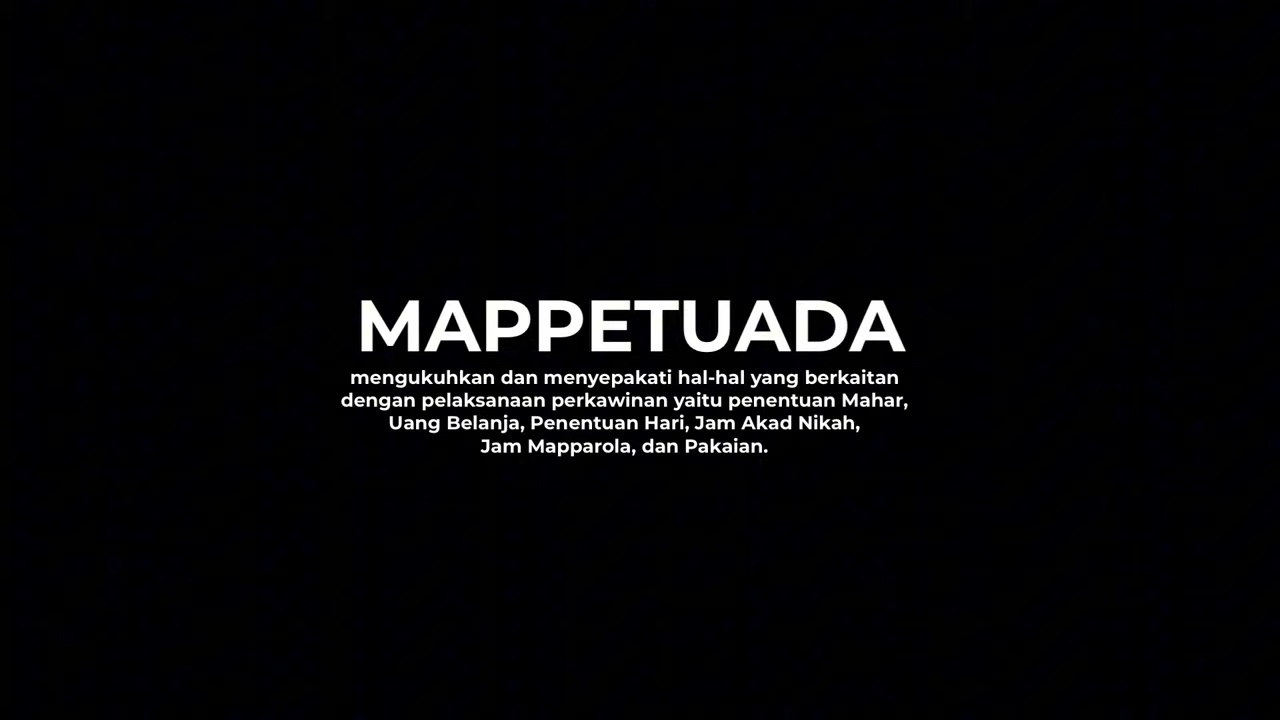 MAPPETUADA
mengukuhkan dan menyepakati hal-hal yang berkaitan
dengan pelaksanaan perkawinan yaitu penentuan Mahar,
Uang Belanja, Penentuan Hari, Jam Akad Nikah,
Jam Mapparola, dan Pakaian.